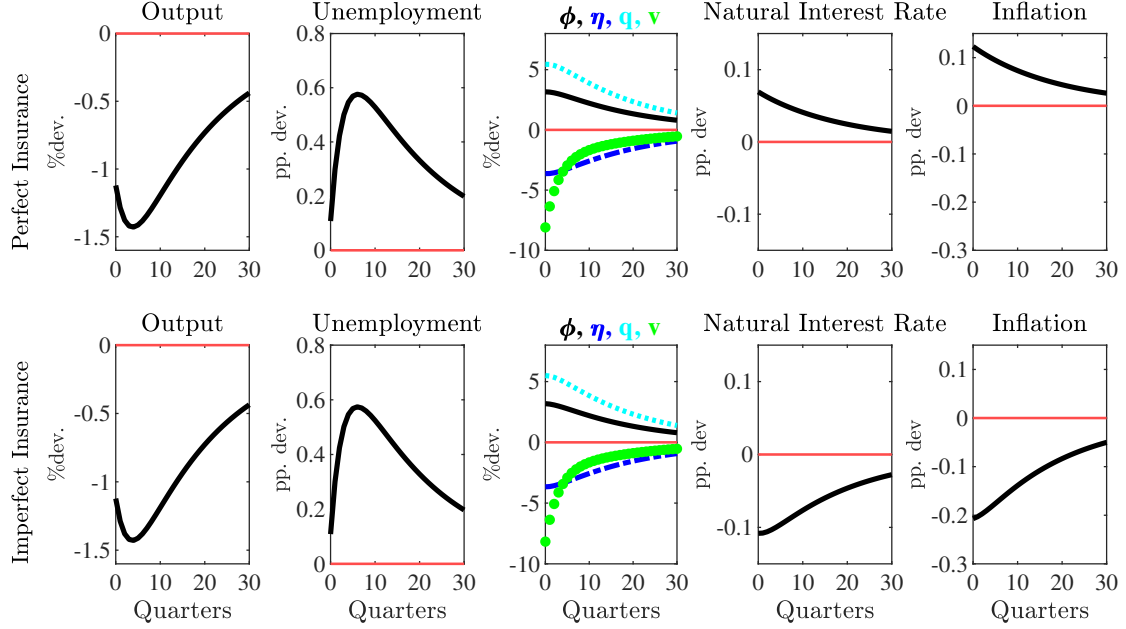 Output Unemployment ϕ, η, q, v Natural Interest Rate Inflation
Perfect Insurance
%dev.
0
-0.5
-1
-1.5
0 10 20 30
pp. dev.
0.8
0.6
0.4
0.2
0
0 10 20 30
%dev.
5
0
-5
-10
0 10 20 30
pp. dev
0.1
0
-0.1
0 10 20 30
pp. dev
0.1
0
-0.1
-0.2
-0.3
0 10 20 30
Output Unemployment ϕ, η, q, v Natural Interest Rate Inflation
Imperfect Insurance
%dev.
0
-0.5
-1
-1.5
0 10 20 30
Quarters
pp. dev.
0.8
0.6
0.4
0.2
0
0 10 20 30
Quarters
%dev.
5
0
-5
-10
0 10 20 30
Quarters
pp. dev
0.1
0
-0.1
0 10 20 30
Quarters
pp. dev
0.1
0
-0.1
-0.2
-0.3
0 10 20 30
Quarters